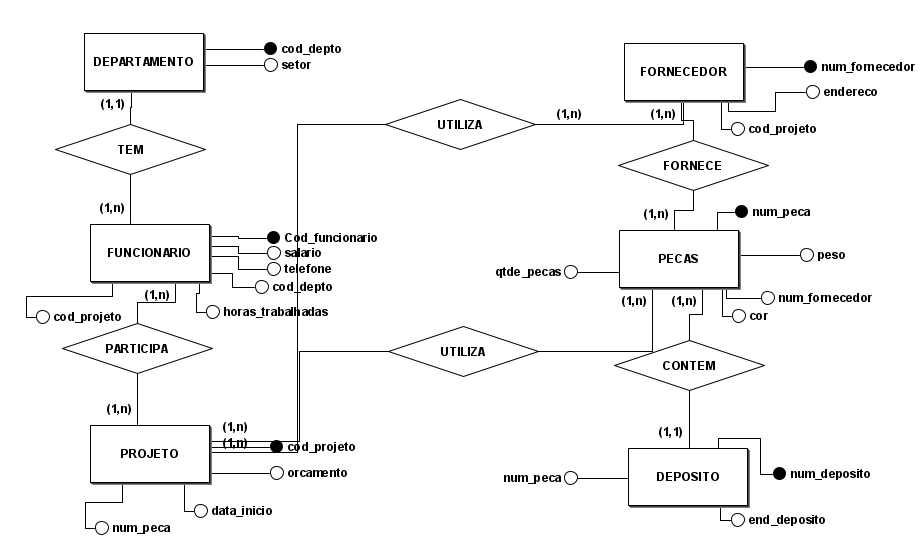 DEPARTAMENTO
cod_depto
setor
(1,1)
TEM
(1,n)
FUNCIONARIO
Cod_funcionario
salario
telefone
cod_depto
horas_trabalhadas
cod_projeto
(1,n)
PARTICIPA
(1,n)
PROJETO
(1,n)
(1,n)
cod_projeto
orcamento
data_inicio
num_peca
UTILIZA
(1,n)
UTILIZA
FORNECEDOR
num_fornecedor
endereco
cod_projeto
(1,n)
FORNECE
(1,n)
num_peca
PECAS
peso
qtde_pecas
num_fornecedor
cor
(1,n)
(1,n)
CONTEM
(1,1)
DEPOSITO
num_peca
num_deposito
end_deposito